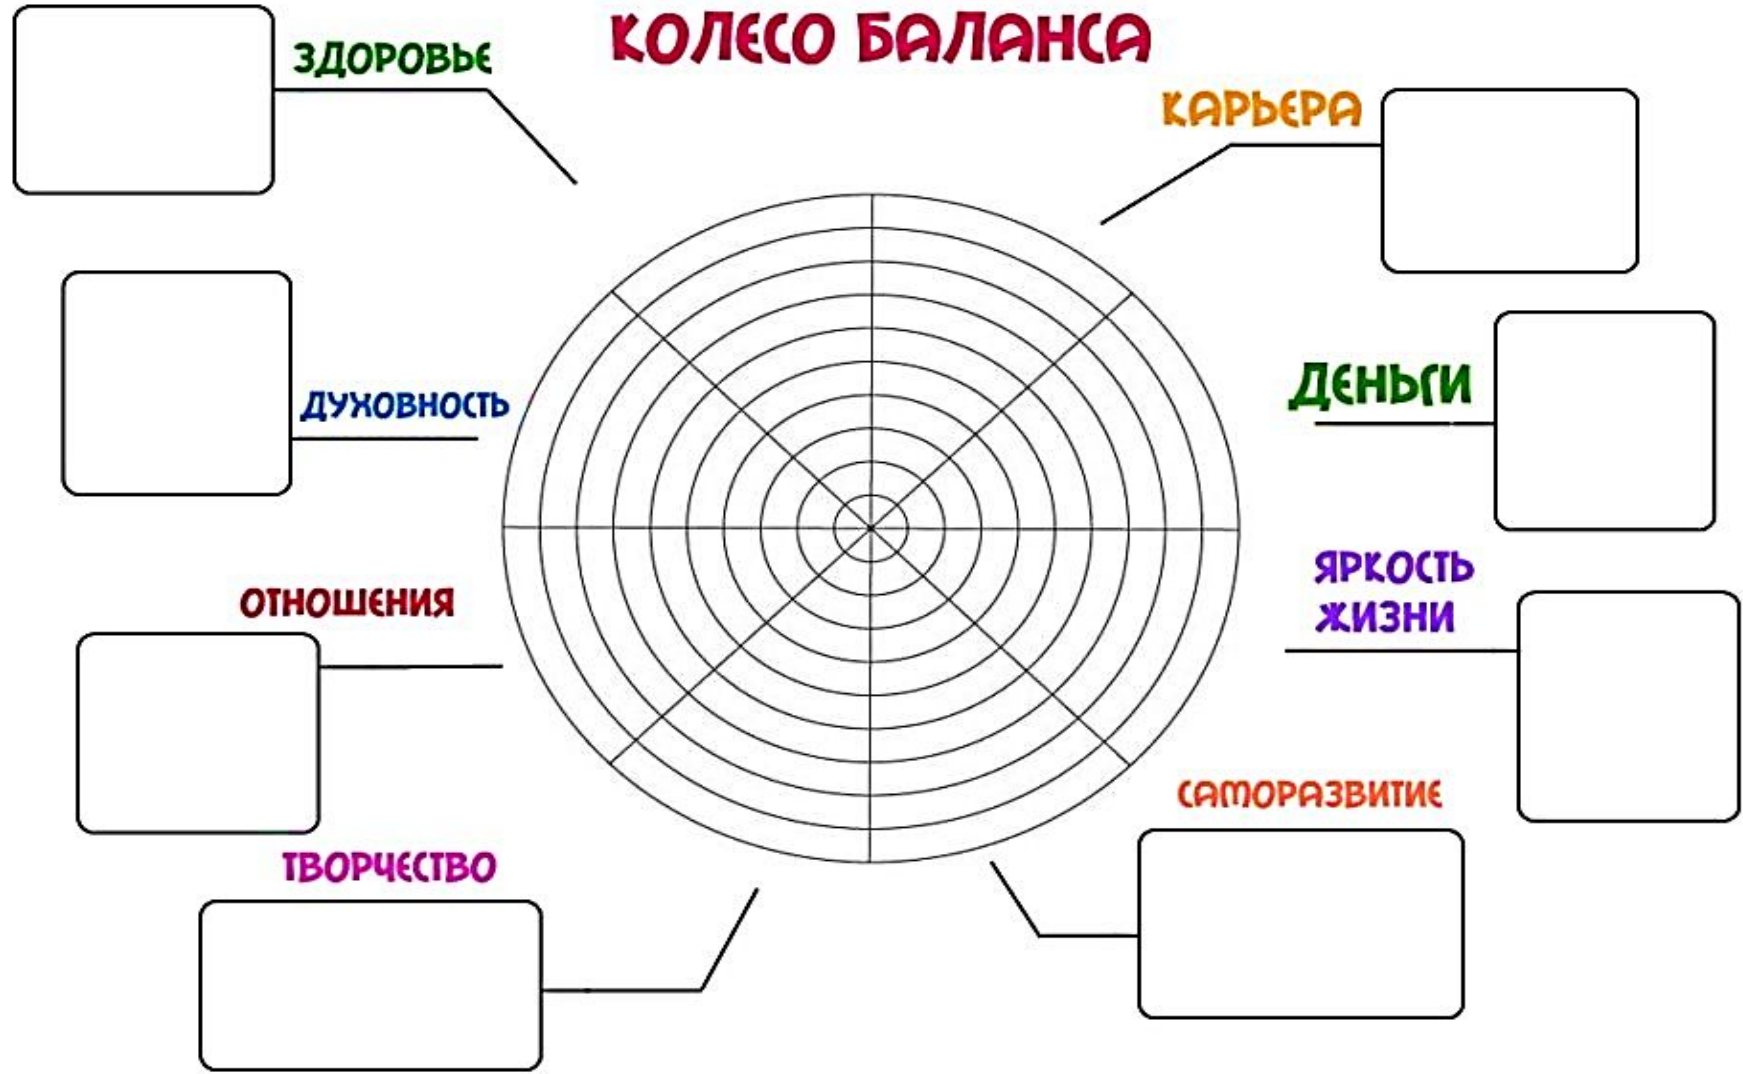 КОЛЕСО БАЛАНСА
ЗДОРОВЬЕ
КАРЬЕРА
ДУХОВНОСТЬ
ДЕНЬГИ
ОТНОШЕНИЯ
ЯРКОСТЬ
ЖИЗНИ
ТВОРЧЕСТВО
САМОРАЗВИТИЕ